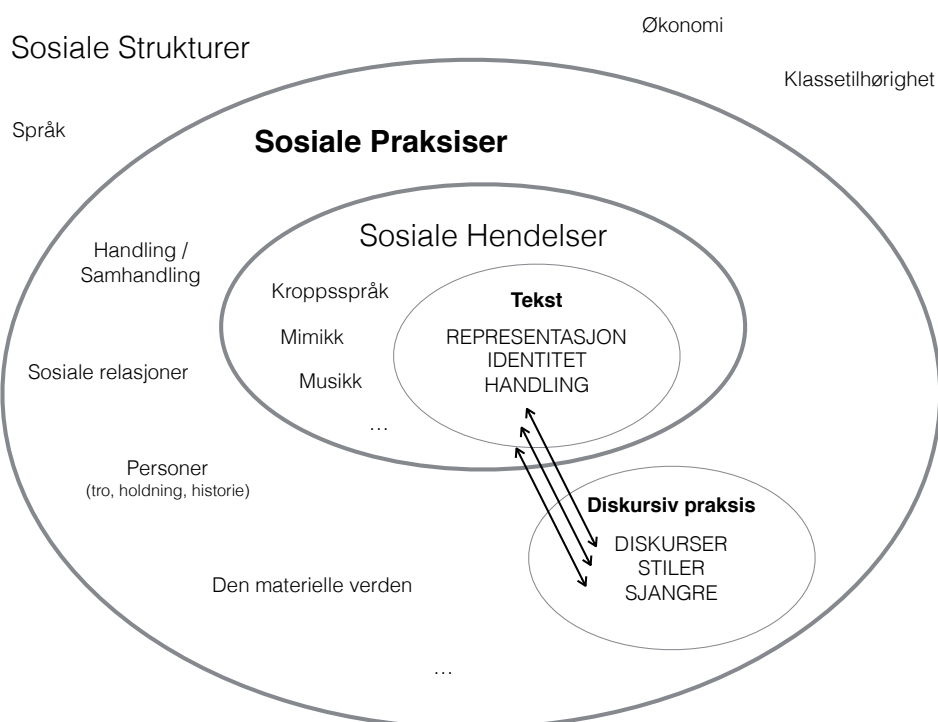 Økonomi
Sosiale Strukturer
Klassetilhørighet
Språk
Sosiale Praksiser
Sosiale Hendelser
Handling /
Samhandling
Kroppsspråk
Mimikk
Musikk
…
Tekst
REPRESENTASJON
IDENTITET
HANDLING
Sosiale relasjoner
Personer
(tro, holdning, historie)
Diskursiv praksis
DISKURSER
STILER
SJANGRE
Den materielle verden
…